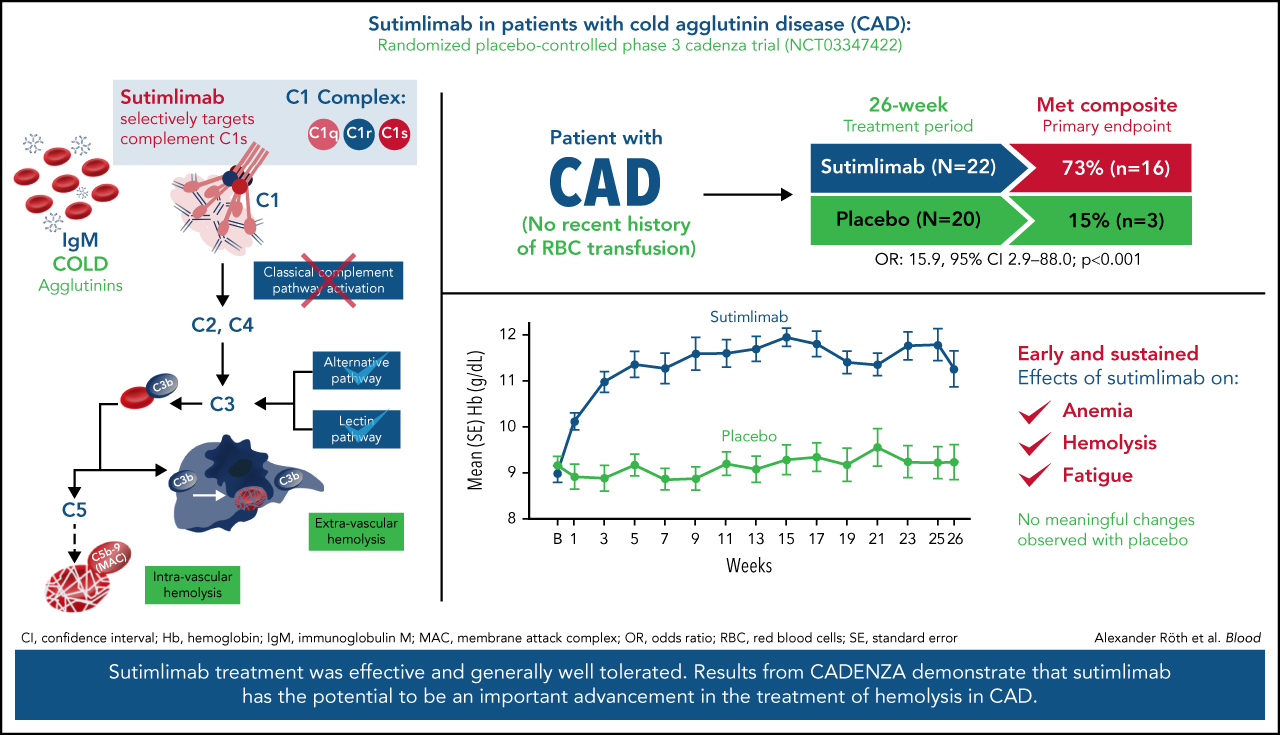 Sutimlimab in patients with cold agglutinin disease (CAD):
Randomized placebo-controlled phase 3 cadenza trial (NCT03347422)
Sutimlimab
selectively targets
complement C1s
C1 Complex:
C1q
C1r
C1s
C1
IgM
COLD
Agglutinins
Classical complement
pathway activation
C2, C4
Alternative
pathway
C3b
C3
Lectin
pathway
C3b
C3b
C5
Extra-vascular
hemolysis
C5b-9
(MAC)
Intra-vascular
hemolysis
Patient with
CAD
(No recent history
of RBC transfusion)
26-week
Treatment period
Met composite
Primary endpoint
Sutimlimab (N=22)
73% (n=16)
Placebo (N=20)
15% (n=3)
OR: 15.9, 95% CI 2.9–88.0; p<0.001
Mean (SE) Hb (g/dL)
12
11
10
9
8
Sutimlimab
Placebo
B 1 3 5 7 9 11 13 15 17 19 21 23 25 26
Weeks
Early and sustained
Effects of sutimlimab on:
Anemia
Hemolysis
Fatigue
No meaningful changes
observed with placebo
CI, confidence interval; Hb, hemoglobin; IgM, immunoglobulin M; MAC, membrane attack complex; OR, odds ratio; RBC, red blood cells; SE, standard error
Alexander Röth et al. Blood
Sutimlimab treatment was effective and generally well tolerated. Results from CADENZA demonstrate that sutimlimab
has the potential to be an important advancement in the treatment of hemolysis in CAD.